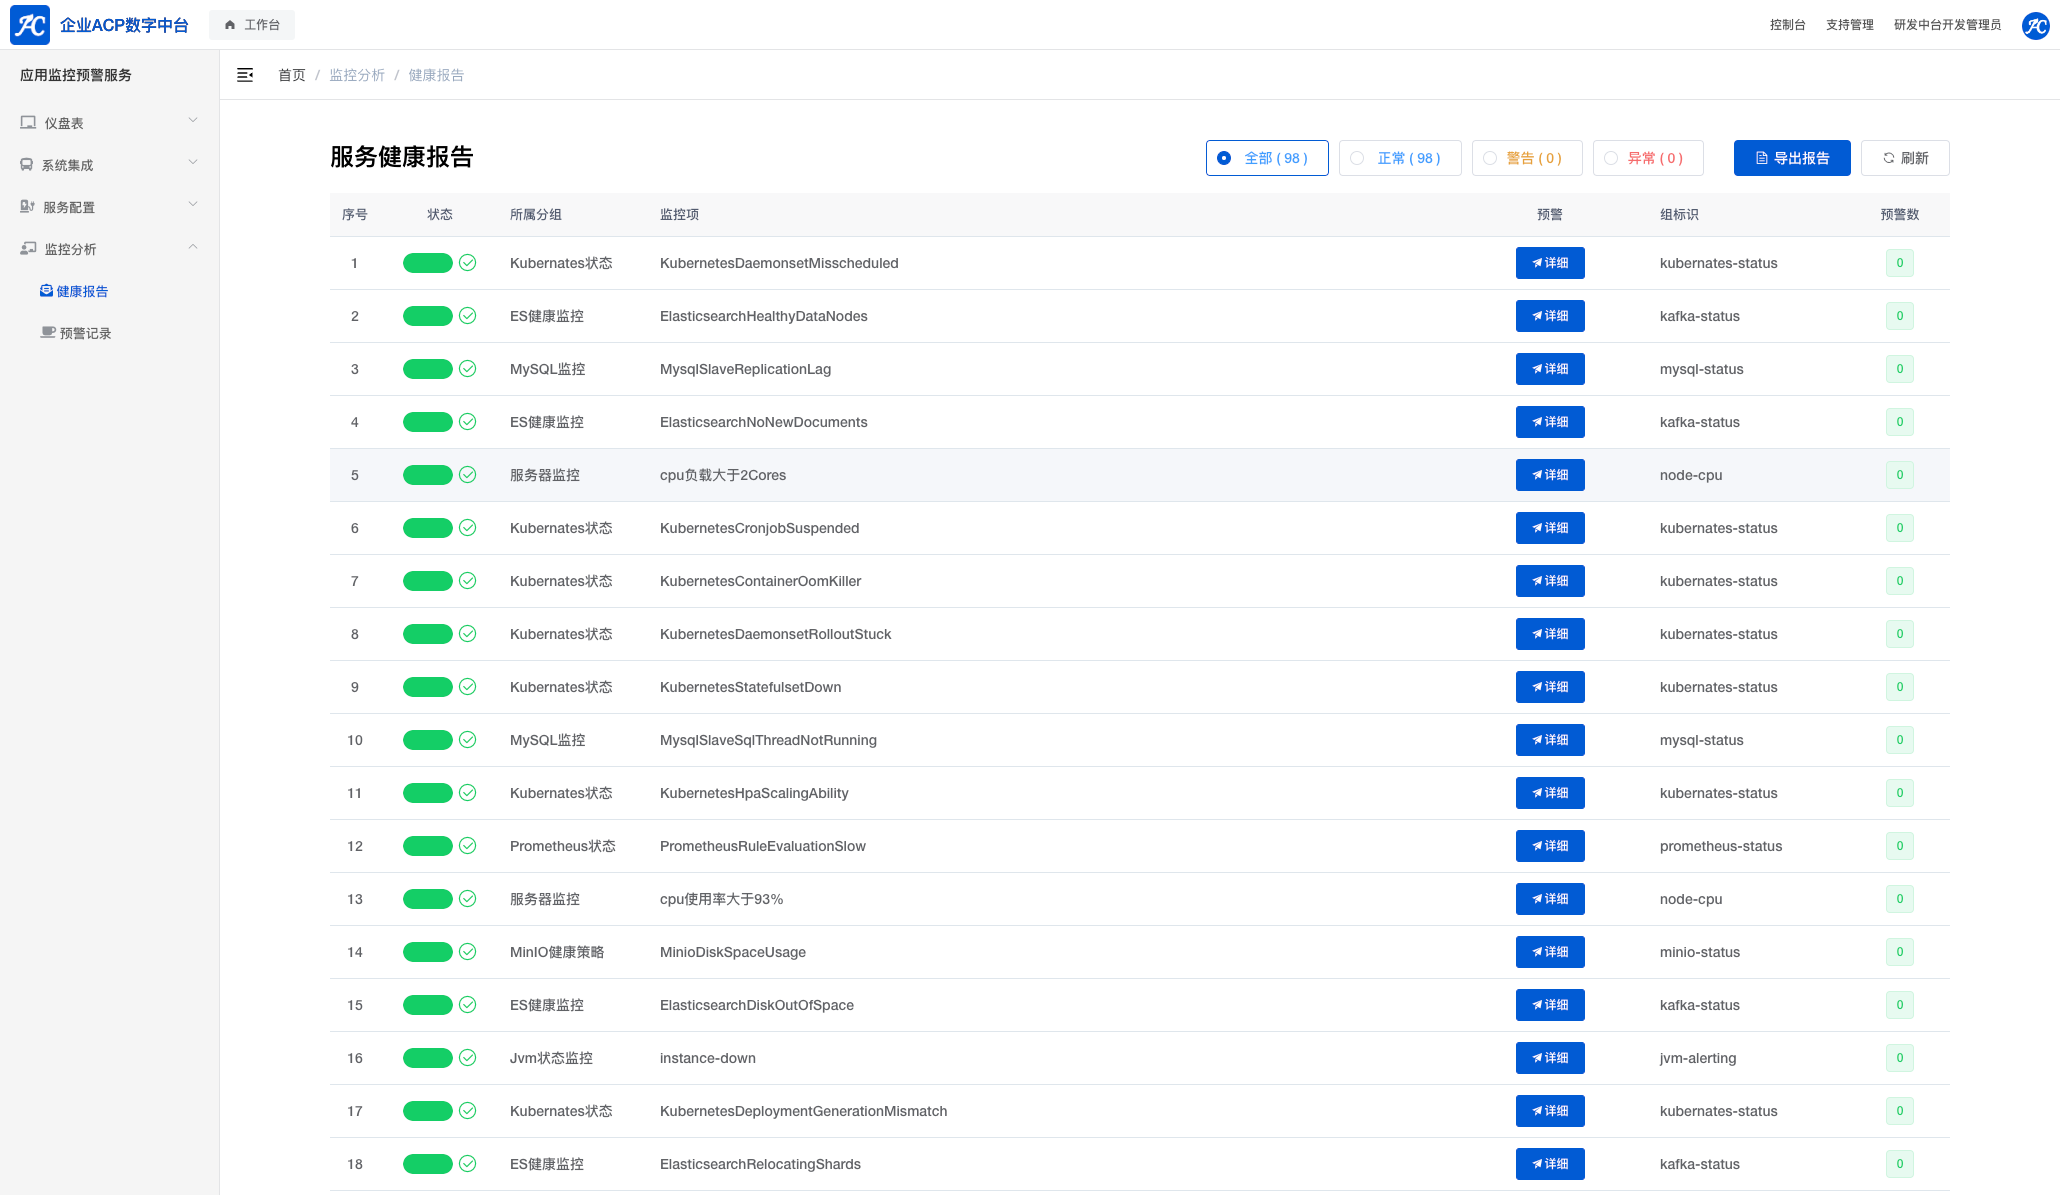 企业ACP数字中台 工作台 控制台 支持管理 研发中台开发管理员
应用监控预警服务
仪盘表
系统集成
服务配置
监控分析
健康报告
预警记录
首页 / 监控分析 / 健康报告
服务健康报告 全部 ( 98 ) 正常 ( 98 ) 警告 ( 0 ) 异常 ( 0 ) 导出报告 刷新
序号 状态 所属分组 监控项 预警 组标识 预警数
1 Kubernates状态 KubernetesDaemonsetMisscheduled 详细 kubernates-status 0
2 ES健康监控 ElasticsearchHealthyDataNodes 详细 kafka-status 0
3 MySQL监控 MysqlSlaveReplicationLag 详细 mysql-status 0
4 ES健康监控 ElasticsearchNoNewDocuments 详细 kafka-status 0
5 服务器监控 cpu负载大于2Cores 详细 node-cpu 0
6 Kubernates状态 KubernetesCronjobSuspended 详细 kubernates-status 0
7 Kubernates状态 KubernetesContainerOomKiller 详细 kubernates-status 0
8 Kubernates状态 KubernetesDaemonsetRolloutStuck 详细 kubernates-status 0
9 Kubernates状态 KubernetesStatefulsetDown 详细 kubernates-status 0
10 MySQL监控 MysqlSlaveSqlThreadNotRunning 详细 mysql-status 0
11 Kubernates状态 KubernetesHpaScalingAbility 详细 kubernates-status 0
12 Prometheus状态 PrometheusRuleEvaluationSlow 详细 prometheus-status 0
13 服务器监控 cpu使用率大于93% 详细 node-cpu 0
14 MinIO健康策略 MinioDiskSpaceUsage 详细 minio-status 0
15 ES健康监控 ElasticsearchDiskOutOfSpace 详细 kafka-status 0
16 Jvm状态监控 instance-down 详细 jvm-alerting 0
17 Kubernates状态 KubernetesDeploymentGenerationMismatch 详细 kubernates-status 0
18 ES健康监控 ElasticsearchRelocatingShards 详细 kafka-status 0